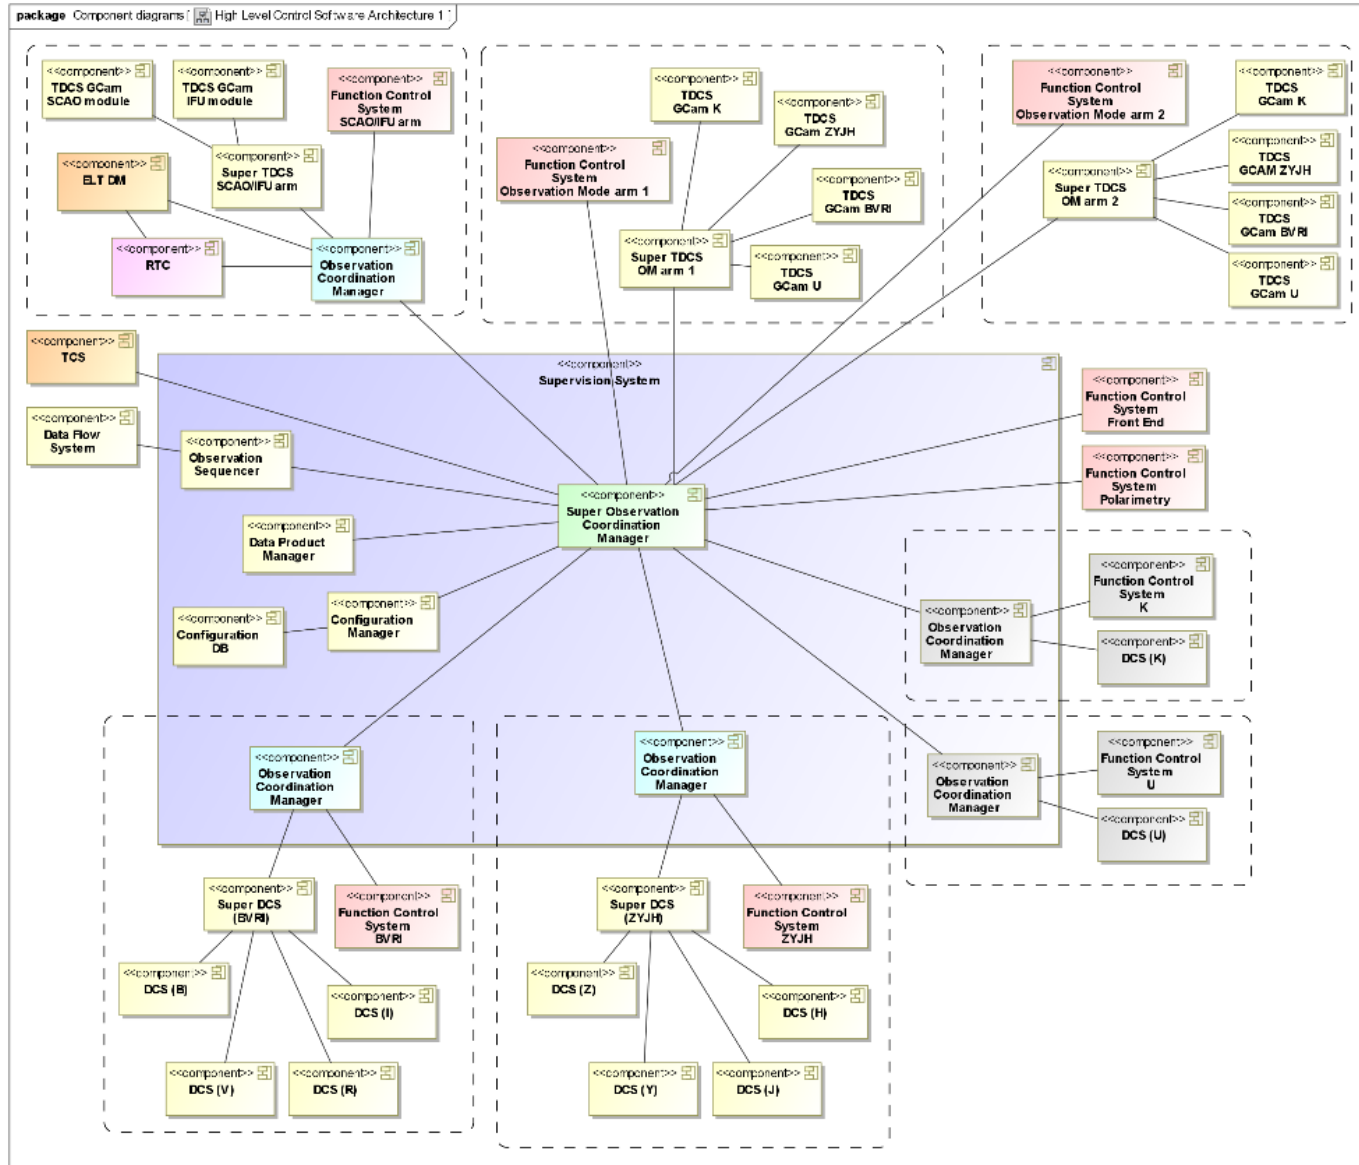 package Component diagrams [ High Level Control Software Architecture 1 ]
<<component>>
TDCS GCam
SCAO module
<<component>>
TDCS GCam
IFU module
<<component>>
Function Control
System
SCAO/IFU arm
<<component>>
ELT DM
<<component>>
Super TDCS
SCAO/IFU arm
<<component>>
RTC
<<component>>
Observation
Coordination
Manager
<<component>>
TDCS
GCam K
<<component>>
TDCS
GCam ZYJH
<<component>>
Function Control
System
Observation Mode arm 1
<<component>>
TDCS
GCam BVRI
<<component>>
Super TDCS
OM arm 1
<<component>>
TDCS
GCam U
<<component>>
Function Control
System
Observation Mode arm 2
<<component>>
TDCS
GCam K
<<component>>
TDCS
GCAM ZYJH
<<component>>
Super TDCS
OM arm 2
<<component>>
TDCS
GCam BVRI
<<component>>
TDCS
GCam U
<<component>>
TCS
<<component>>
Data Flow
System
<<component>>
Supervision System
<<component>>
Observation
Sequencer
<<component>>
Super Observation
Coordination
Manager
<<component>>
Data Product
Manager
<<component>>
Configuration
DB
<<component>>
Configuration
Manager
<<component>>
Function Control
System
Front End
<<component>>
Function Control
System
Polarimetry
<<component>>
Observation
Coordination
Manager
<<component>>
Function Control
System
K
<<component>>
DCS (K)
<<component>>
Observation
Coordination
Manager
<<component>>
Function Control
System
U
<<component>>
DCS (U)
<<component>>
Observation
Coordination
Manager
<<component>>
Super DCS
(BVRI)
<<component>>
Function Control
System
BVRI
<<component>>
DCS (B)
<<component>>
DCS (I)
<<component>>
DCS (V)
<<component>>
DCS (R)
<<component>>
Observation
Coordination
Manager
<<component>>
Super DCS
(ZYJH)
<<component>>
Function Control
System
ZYJH
<<component>>
DCS (Z)
<<component>>
DCS (H)
<<component>>
DCS (Y)
<<component>>
DCS (J)